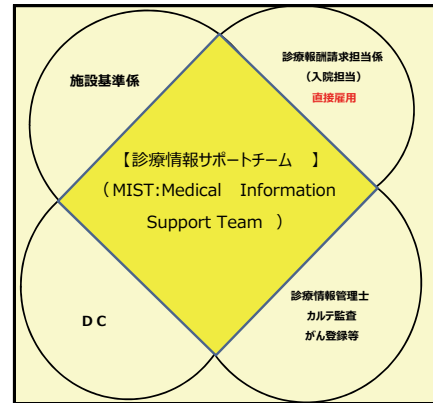 施設基準係
診療報酬請求担当係
（入院担当）
直接雇用
【診療情報サポートチーム　】
（MIST:Medical　Information
Support Team　）
ＤＣ
診療情報管理士
カルテ監査
がん登録等